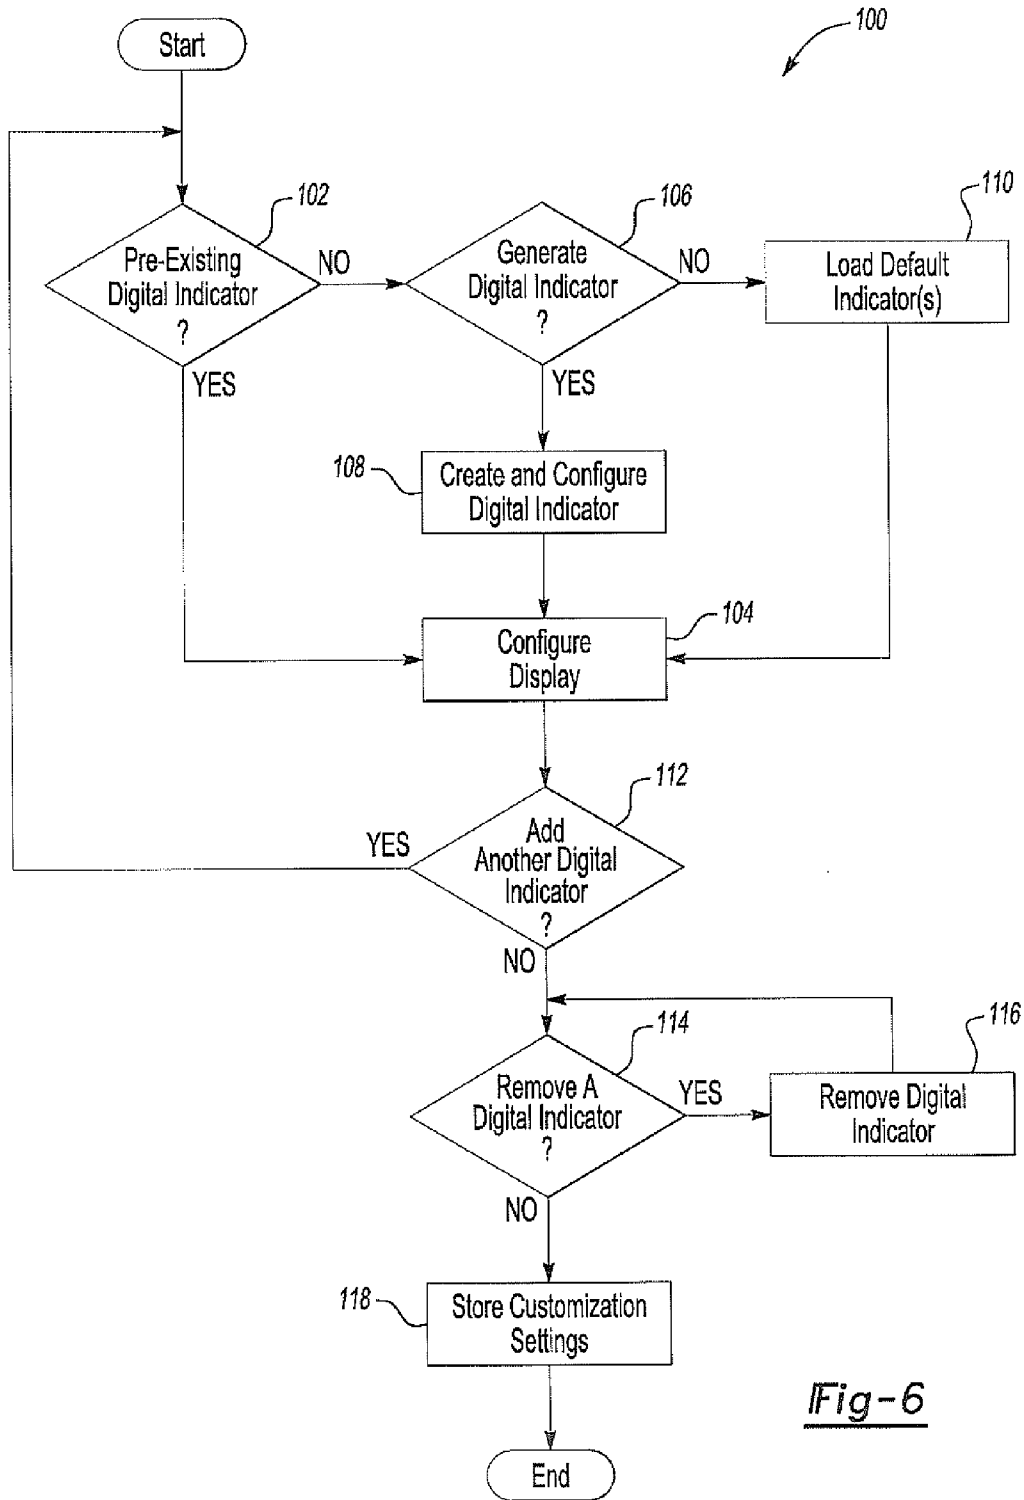 Start
100
102
Pre-Existing
Digital Indicator
?
NO
YES
106
Generate
Digital Indicator
?
NO
YES
110
Load Default
Indicator(s)
108
Create and Configure
Digital Indicator
104
Configure
Display
112
Add
Another Digital
Indicator
?
YES
NO
114
Remove A
Digital Indicator
?
YES
NO
116
Remove Digital
Indicator
118
Store Customization
Settings
End
Fig-6